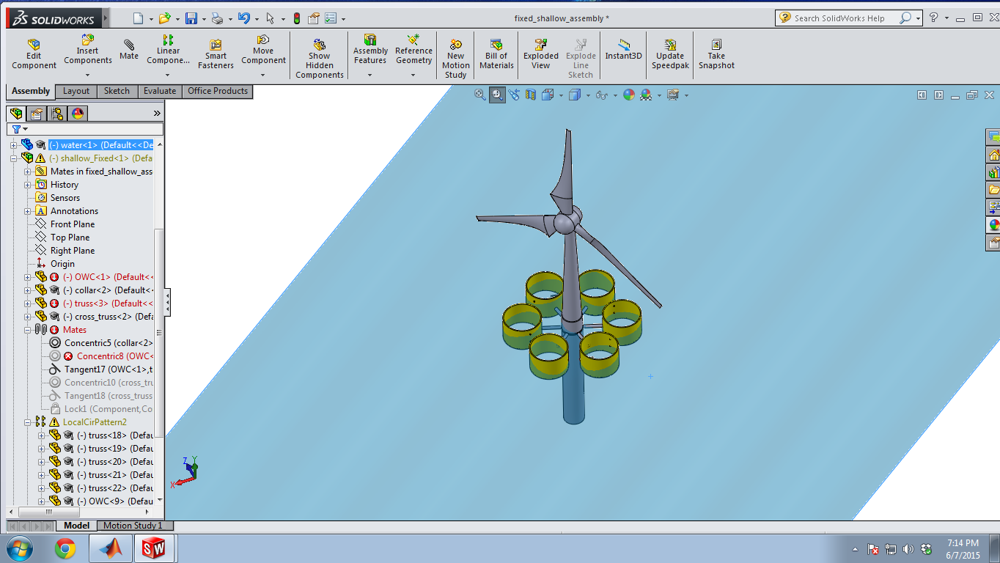 SOLIDWORKS
fixed_shallow_assembly *
Search SolidWorks Help
?
Edit Component
Insert Components
Mate
Linear Compone...
Smart Fasteners
Move Component
Show Hidden Components
Assembly Features
Reference Geometry
New Motion Study
Bill of Materials
Exploded View
Explode Line Sketch
Instant3D
Update Speedpak
Take Snapshot
Assembly
Layout
Sketch
Evaluate
Office Products
»
(-) water<1> (Default<<De
(-) shallow_Fixed<1> (Defa
Mates in fixed_shallow_ass
History
Sensors
A Annotations
Front Plane
Top Plane
Right Plane
Origin
(-) OWC<1> (Default<<
(-) collar<2> (Default<
(-) truss<3> (Default<<
(-) cross_truss<2> (Defa
Mates
Concentric5 (collar<2>
Concentric8 (OWC<
Tangent17 (OWC<1>,t
Concentric10 (cross_tru
Tangent18 (cross_truss
Lock1 (Component,Co
LocalCirPattern2
(-) truss<18> (Defau
(-) truss<19> (Defau
(-) truss<20> (Defau
(-) truss<21> (Defau
(-) truss<22> (Defau
(-) OWC<9> (Defau
Y
Z
X
Model
Motion Study 1
SW
7:14 PM
6/7/2015